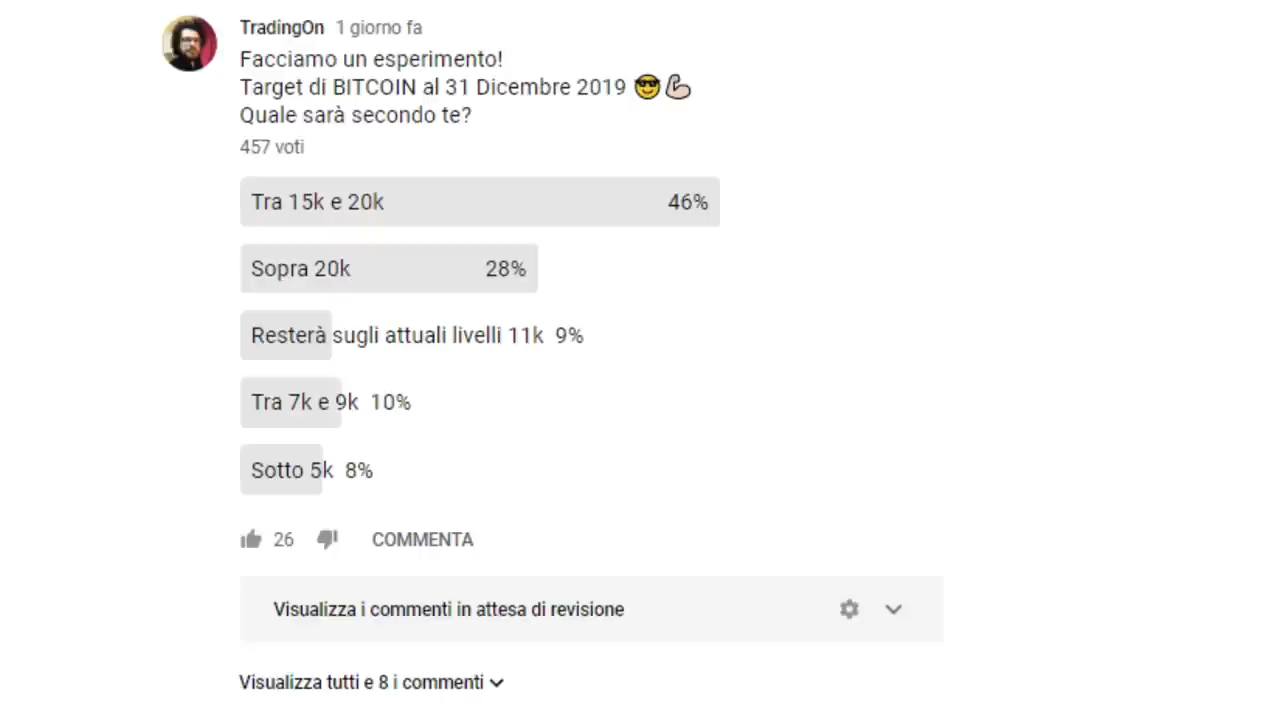 TradingOn 1 giorno fa
Facciamo un esperimento!
Target di BITCOIN al 31 Dicembre 2019 😎💪
Quale sarà secondo te?
457 voti
Tra 15k e 20k 46%
Sopra 20k 28%
Resterà sugli attuali livelli 11k 9%
Tra 7k e 9k 10%
Sotto 5k 8%
26 COMMENTA
Visualizza i commenti in attesa di revisione
Visualizza tutti e 8 i commenti